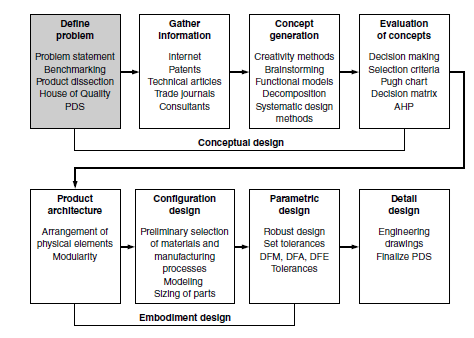 Define
problem
Problem statement
Benchmarking
Product dissection
House of Quality
PDS
Gather
information
Internet
Patents
Technical articles
Trade journals
Consultants
Concept
generation
Creativity methods
Brainstorming
Functional models
Decomposition
Systematic design
methods
Evaluation
of concepts
Decision making
Selection criteria
Pugh chart
Decision matrix
AHP
Conceptual design
Product
architecture
Arrangement of
physical elements
Modularity
Configuration
design
Preliminary selection
of materials and
manufacturing
processes
Modeling
Sizing of parts
Parametric
design
Robust design
Set tolerances
DFM, DFA, DFE
Tolerances
Detail
design
Engineering
drawings
Finalize PDS
Embodiment design